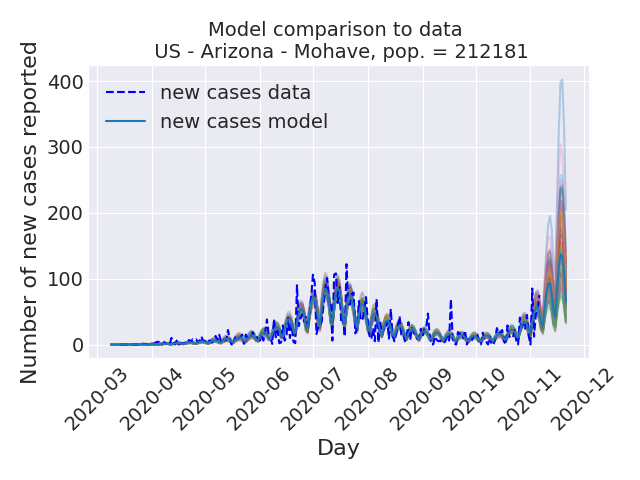 Model comparison to data
US - Arizona - Mohave, pop. = 212181
Number of new cases reported
400
300
200
100
0
new cases data
new cases model
2020-03
2020-04
2020-05
2020-06
2020-07
2020-08
2020-09
2020-10
2020-11
2020-12
Day